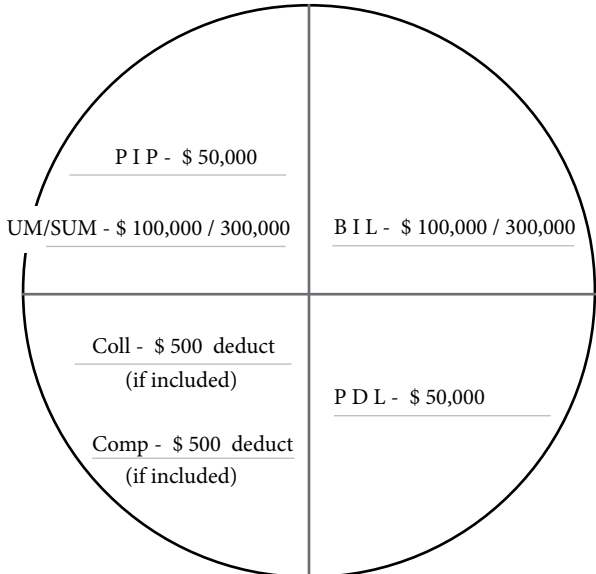 P I P - $ 50,000
UM/SUM - $ 100,000 / 300,000
B I L - $ 100,000 / 300,000
Coll - $ 500 deduct
(if included)
Comp - $ 500 deduct
(if included)
P D L - $ 50,000